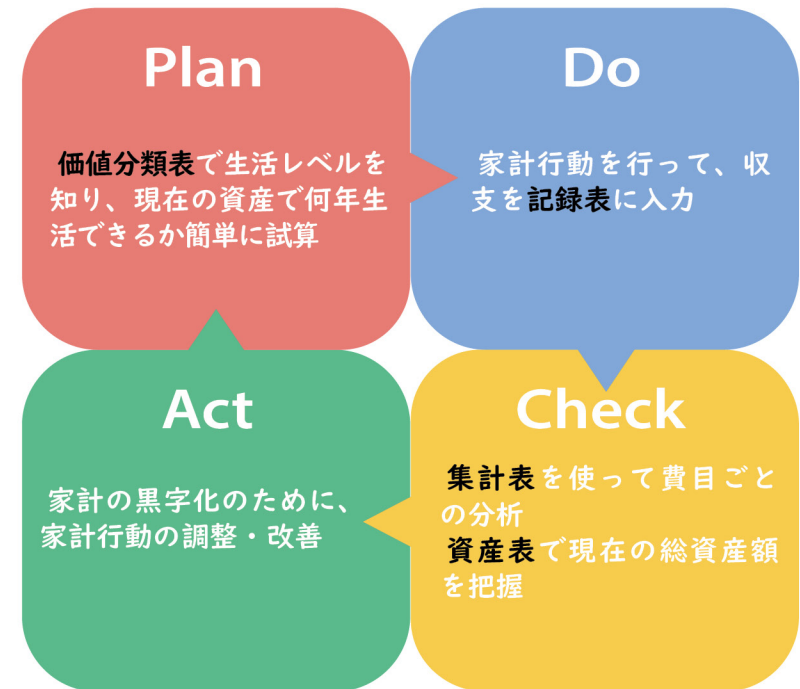 Plan
価値分類表で生活レベルを
知り、現在の資産で何年生
活できるか簡単に試算
Do
家計行動を行って、収
支を記録表に入力
Act
家計の黒字化のために、
家計行動の調整・改善
Check
集計表を使って費目ごと
の分析
資産表で現在の総資産額
を把握